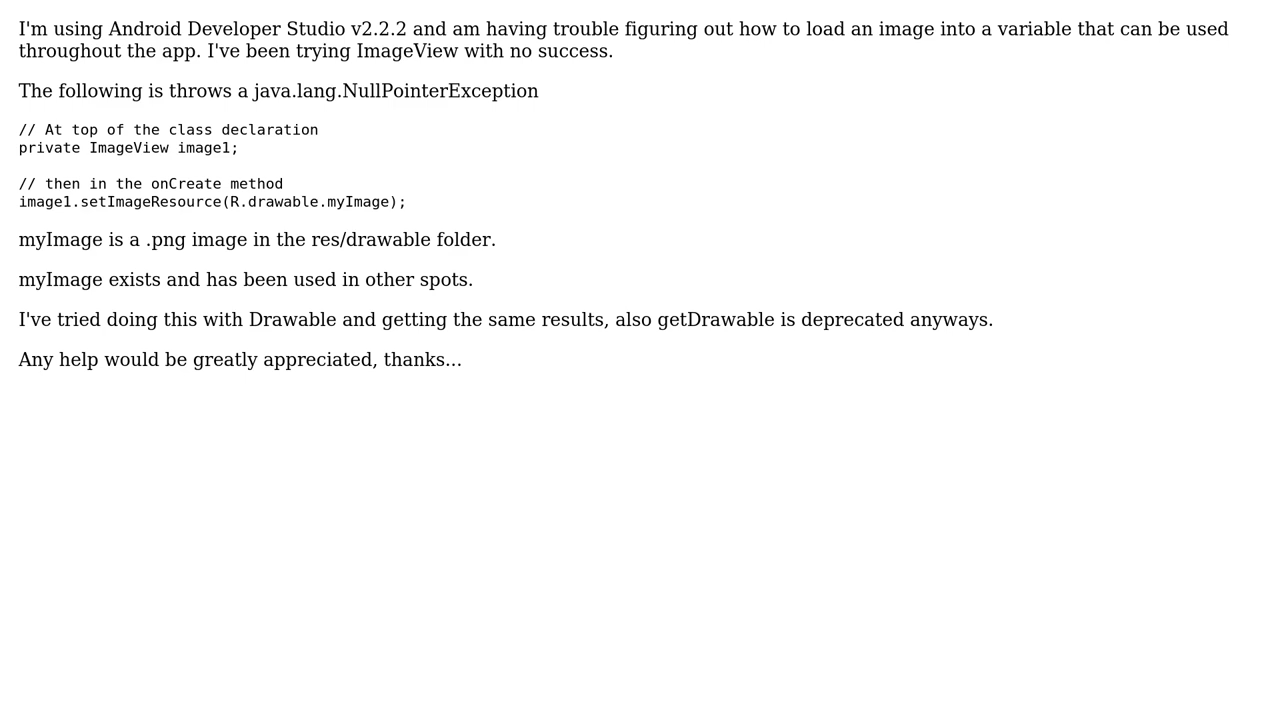 I'm using Android Developer Studio v2.2.2 and am having trouble figuring out how to load an image into a variable that can be used
throughout the app. I've been trying ImageView with no success.
The following is throws a java.lang.NullPointerException
// At top of the class declaration
private ImageView image1;
// then in the onCreate method
image1.setImageResource(R.drawable.myImage);
myImage is a .png image in the res/drawable folder.
myImage exists and has been used in other spots.
I've tried doing this with Drawable and getting the same results, also getDrawable is deprecated anyways.
Any help would be greatly appreciated, thanks...